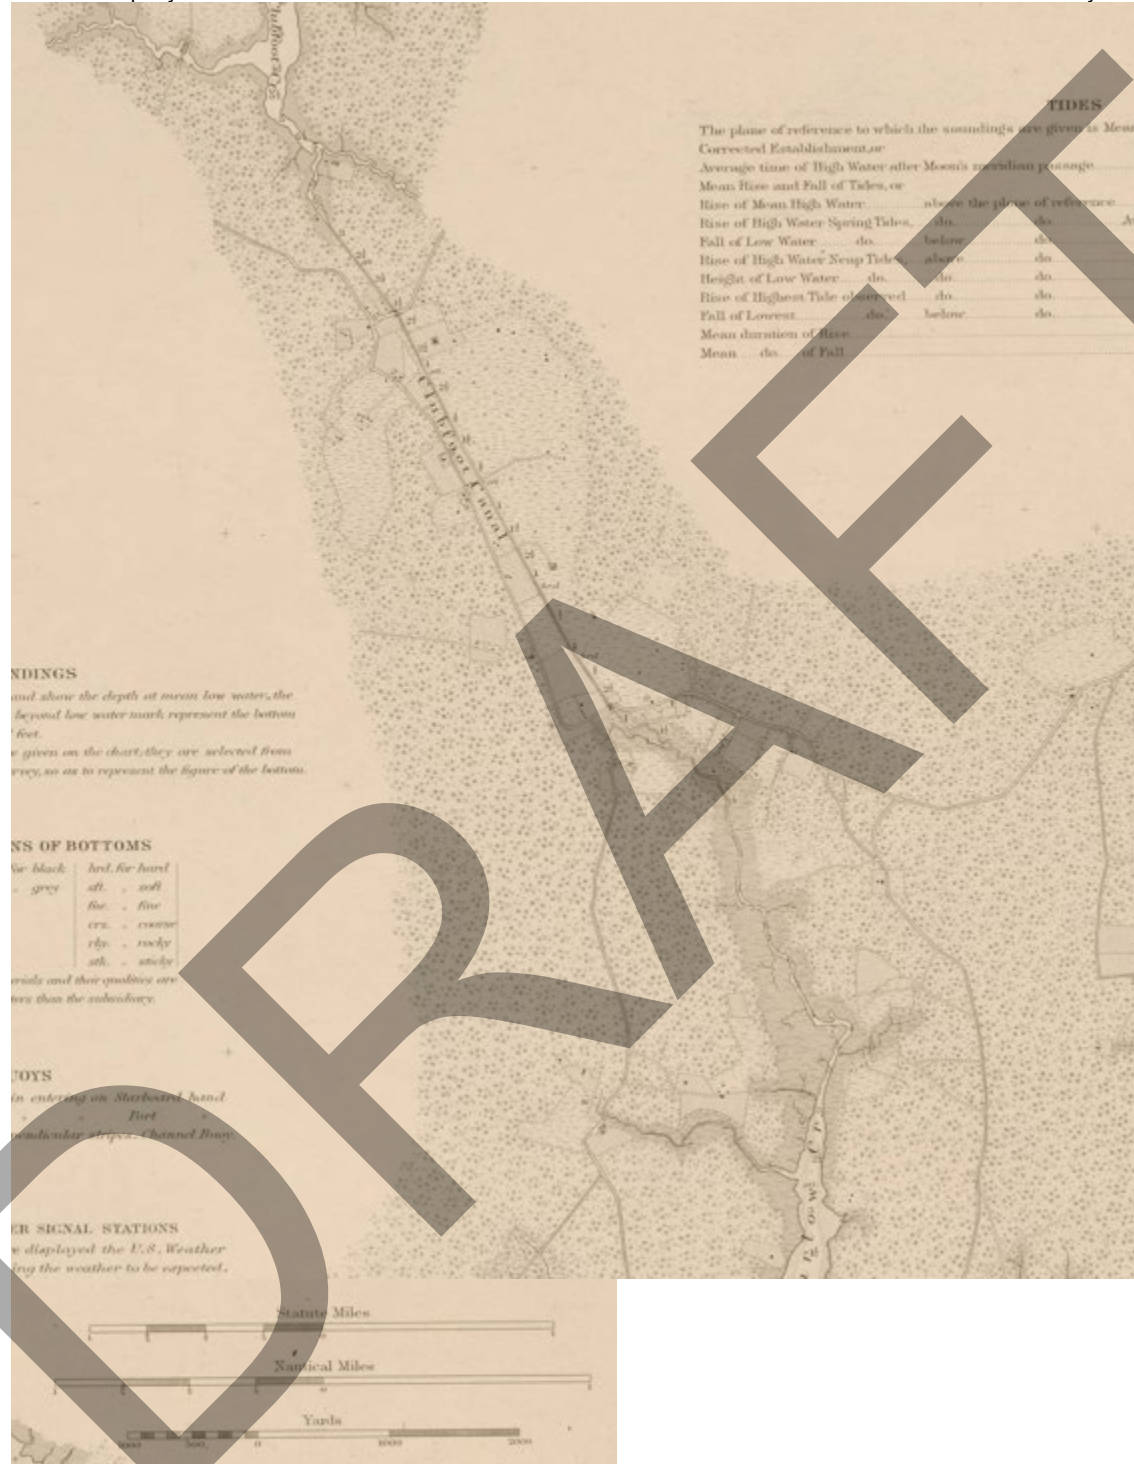 Clubfoot Canal
TIDES
The plane of reference to which the soundings are given is Mean
Corrected Establishment, or
Average time of High Water after Moon's meridian passage
Mean Rise and Fall of Tides, or
Rise of Mean High Water above the plane of reference
Rise of High Water Spring Tides, do. do.
Fall of Low Water do. below do.
Rise of High Water Neap Tides, above do.
Height of Low Water do. do. do.
Rise of Highest Tide observed do. do.
Fall of Lowest do. below do.
Mean duration of Rise
Mean do. of Fall
NDINGS
and show the depth at mean low water, the
beyond low water mark represent the bottom
feet.
given on the chart; they are selected from
so as to represent the figure of the bottom.
NS OF BOTTOMS
for black hrd. for hard
grey sft. „ soft
fne. „ fine
crs. „ coarse
rky. „ rocky
stk. „ sticky
and their qualities are
than the subsidiary.
UOYS
in entering on Starboard hand
„ „ Port „
stripes. Channel Buoy.
ER SIGNAL STATIONS
displayed the U.S. Weather
ing the weather to be expected.
Statute Miles
Nautical Miles
Yards
1000 500 0 1000 2000
DRAFT